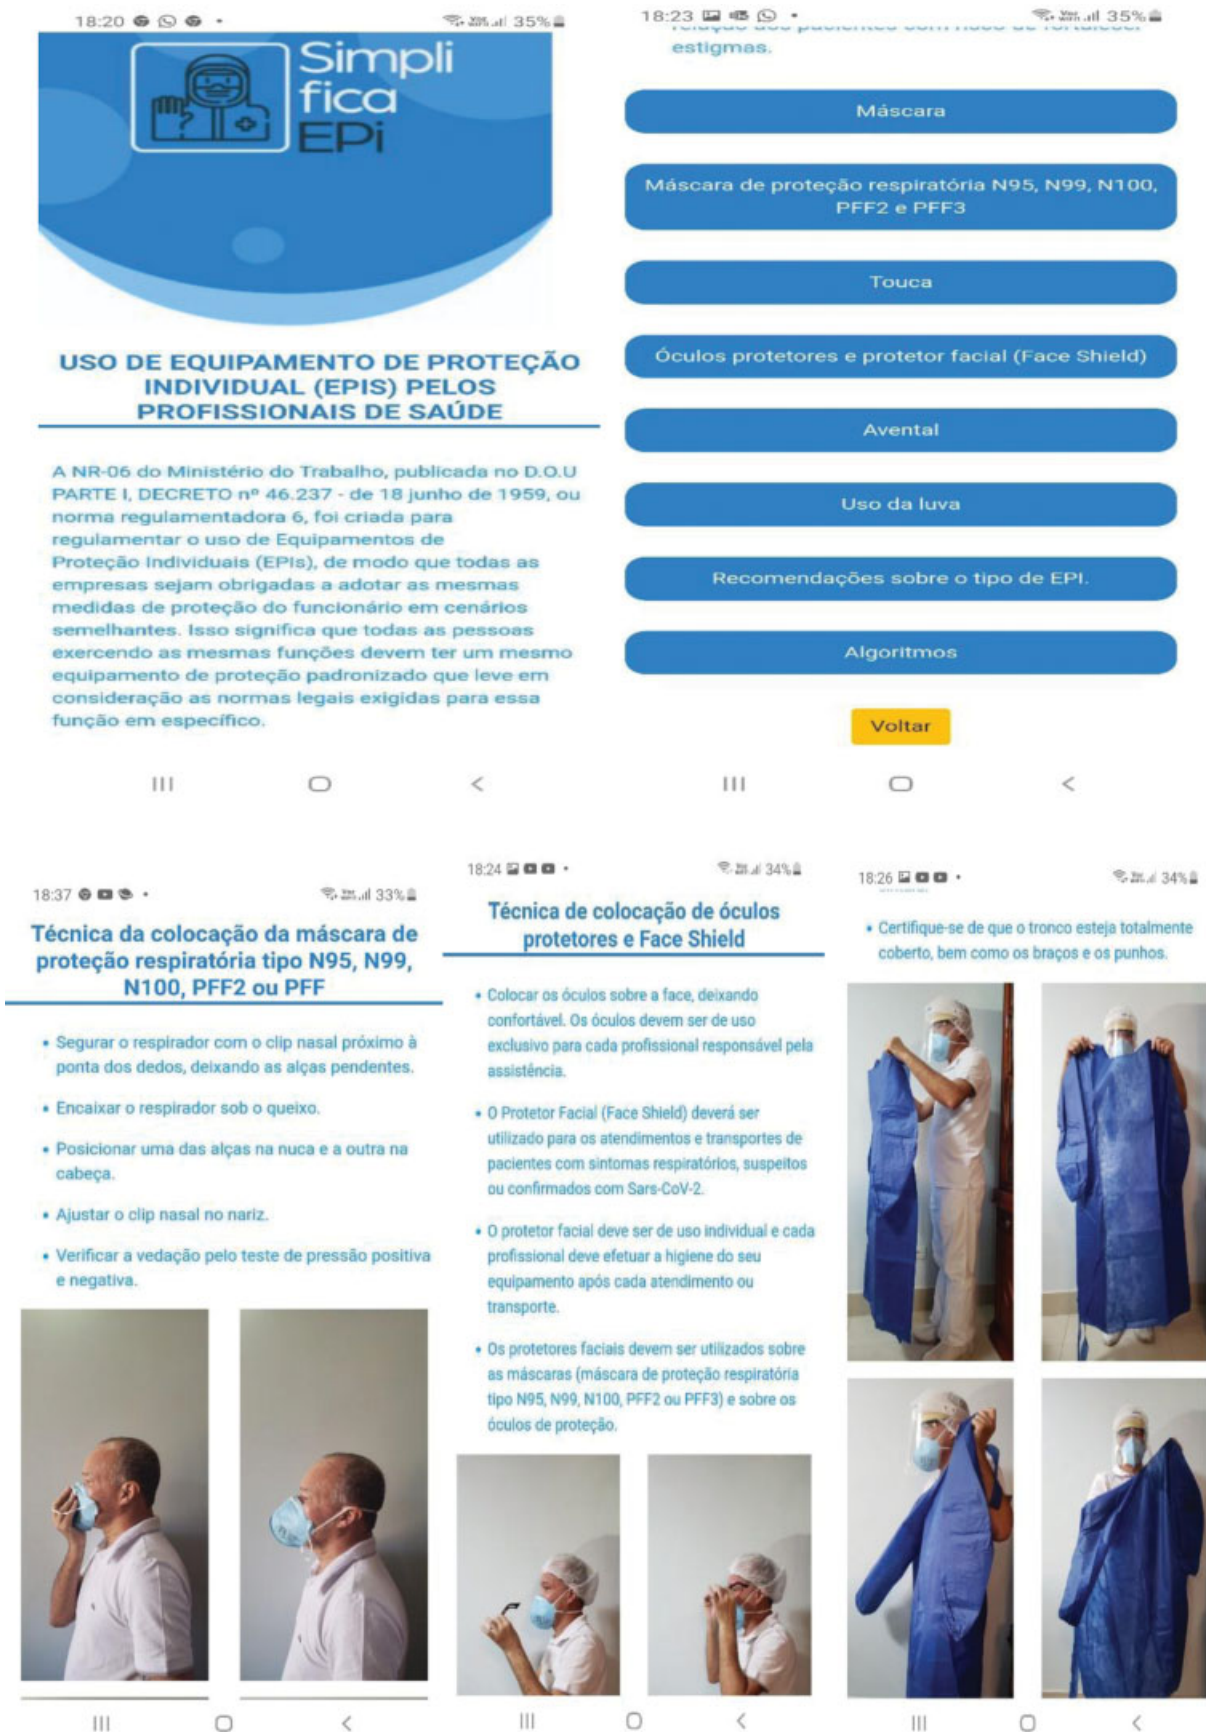 18:20
35%
Simpli
fica
EPi
USO DE EQUIPAMENTO DE PROTEÇÃO
INDIVIDUAL (EPIS) PELOS
PROFISSIONAIS DE SAÚDE
A NR-06 do Ministério do Trabalho, publicada no D.O.U
PARTE I, DECRETO nº 46.237 - de 18 junho de 1959, ou
norma regulamentadora 6, foi criada para
regulamentar o uso de Equipamentos de
Proteção Individuais (EPIs), de modo que todas as
empresas sejam obrigadas a adotar as mesmas
medidas de proteção do funcionário em cenários
semelhantes. Isso significa que todas as pessoas
exercendo as mesmas funções devem ter um mesmo
equipamento de proteção padronizado que leve em
consideração as normas legais exigidas para essa
função em específico.
18:23
35%
relação aos pacientes com risco de fortalecer
estigmas.
Máscara
Máscara de proteção respiratória N95, N99, N100,
PFF2 e PFF3
Touca
Óculos protetores e protetor facial (Face Shield)
Avental
Uso da luva
Recomendações sobre o tipo de EPI.
Algoritmos
Voltar
18:37
33%
Técnica da colocação da máscara de
proteção respiratória tipo N95, N99,
N100, PFF2 ou PFF
• Segurar o respirador com o clip nasal próximo à
ponta dos dedos, deixando as alças pendentes.
• Encaixar o respirador sob o queixo.
• Posicionar uma das alças na nuca e a outra na
cabeça.
• Ajustar o clip nasal no nariz.
• Verificar a vedação pelo teste de pressão positiva
e negativa.
18:24
34%
Técnica de colocação de óculos
protetores e Face Shield
• Colocar os óculos sobre a face, deixando
confortável. Os óculos devem ser de uso
exclusivo para cada profissional responsável pela
assistência.
• O Protetor Facial (Face Shield) deverá ser
utilizado para os atendimentos e transportes de
pacientes com sintomas respiratórios, suspeitos
ou confirmados com Sars-CoV-2.
• O protetor facial deve ser de uso individual e cada
profissional deve efetuar a higiene do seu
equipamento após cada atendimento ou
transporte.
• Os protetores faciais devem ser utilizados sobre
as máscaras (máscara de proteção respiratória
tipo N95, N99, N100, PFF2 ou PFF3) e sobre os
óculos de proteção.
18:26
34%
• Certifique-se de que o tronco esteja totalmente
coberto, bem como os braços e os punhos.